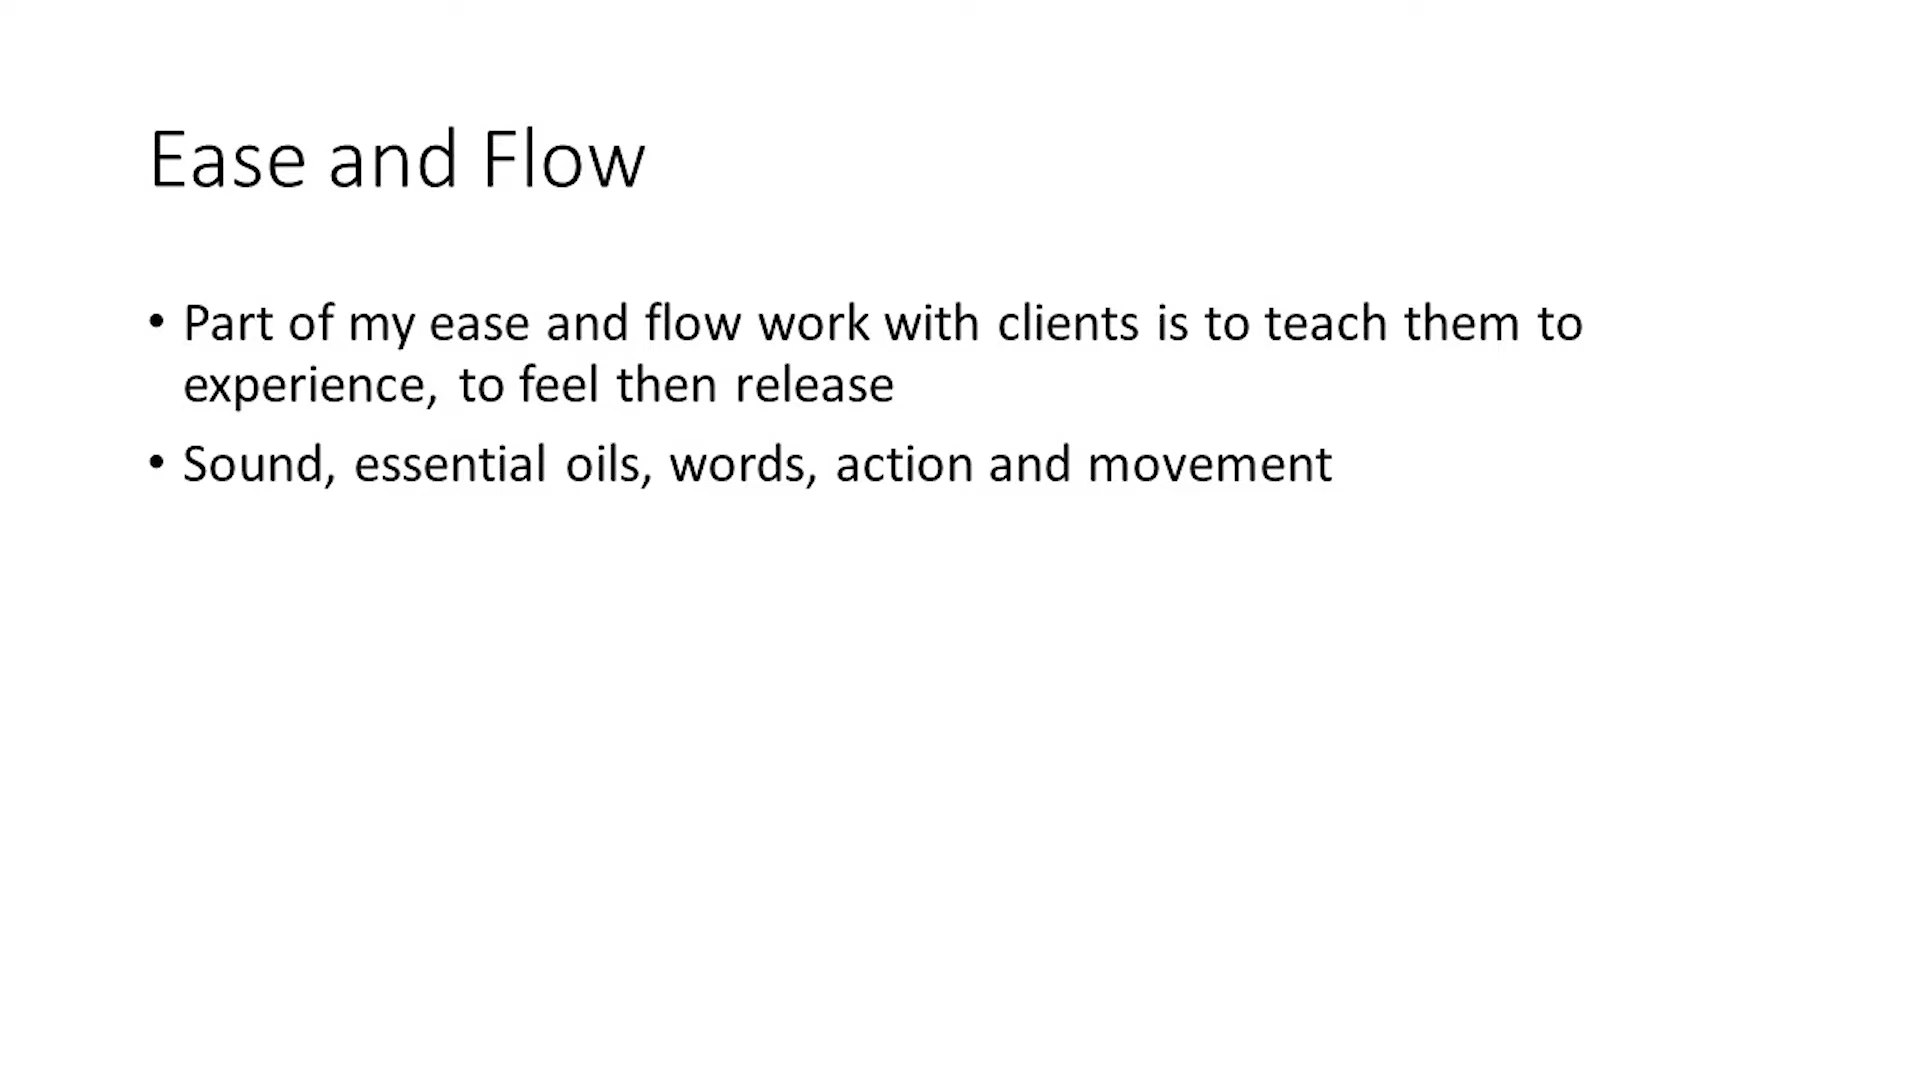 Ease and Flow
• Part of my ease and flow work with clients is to teach them to
experience, to feel then release
• Sound, essential oils, words, action and movement